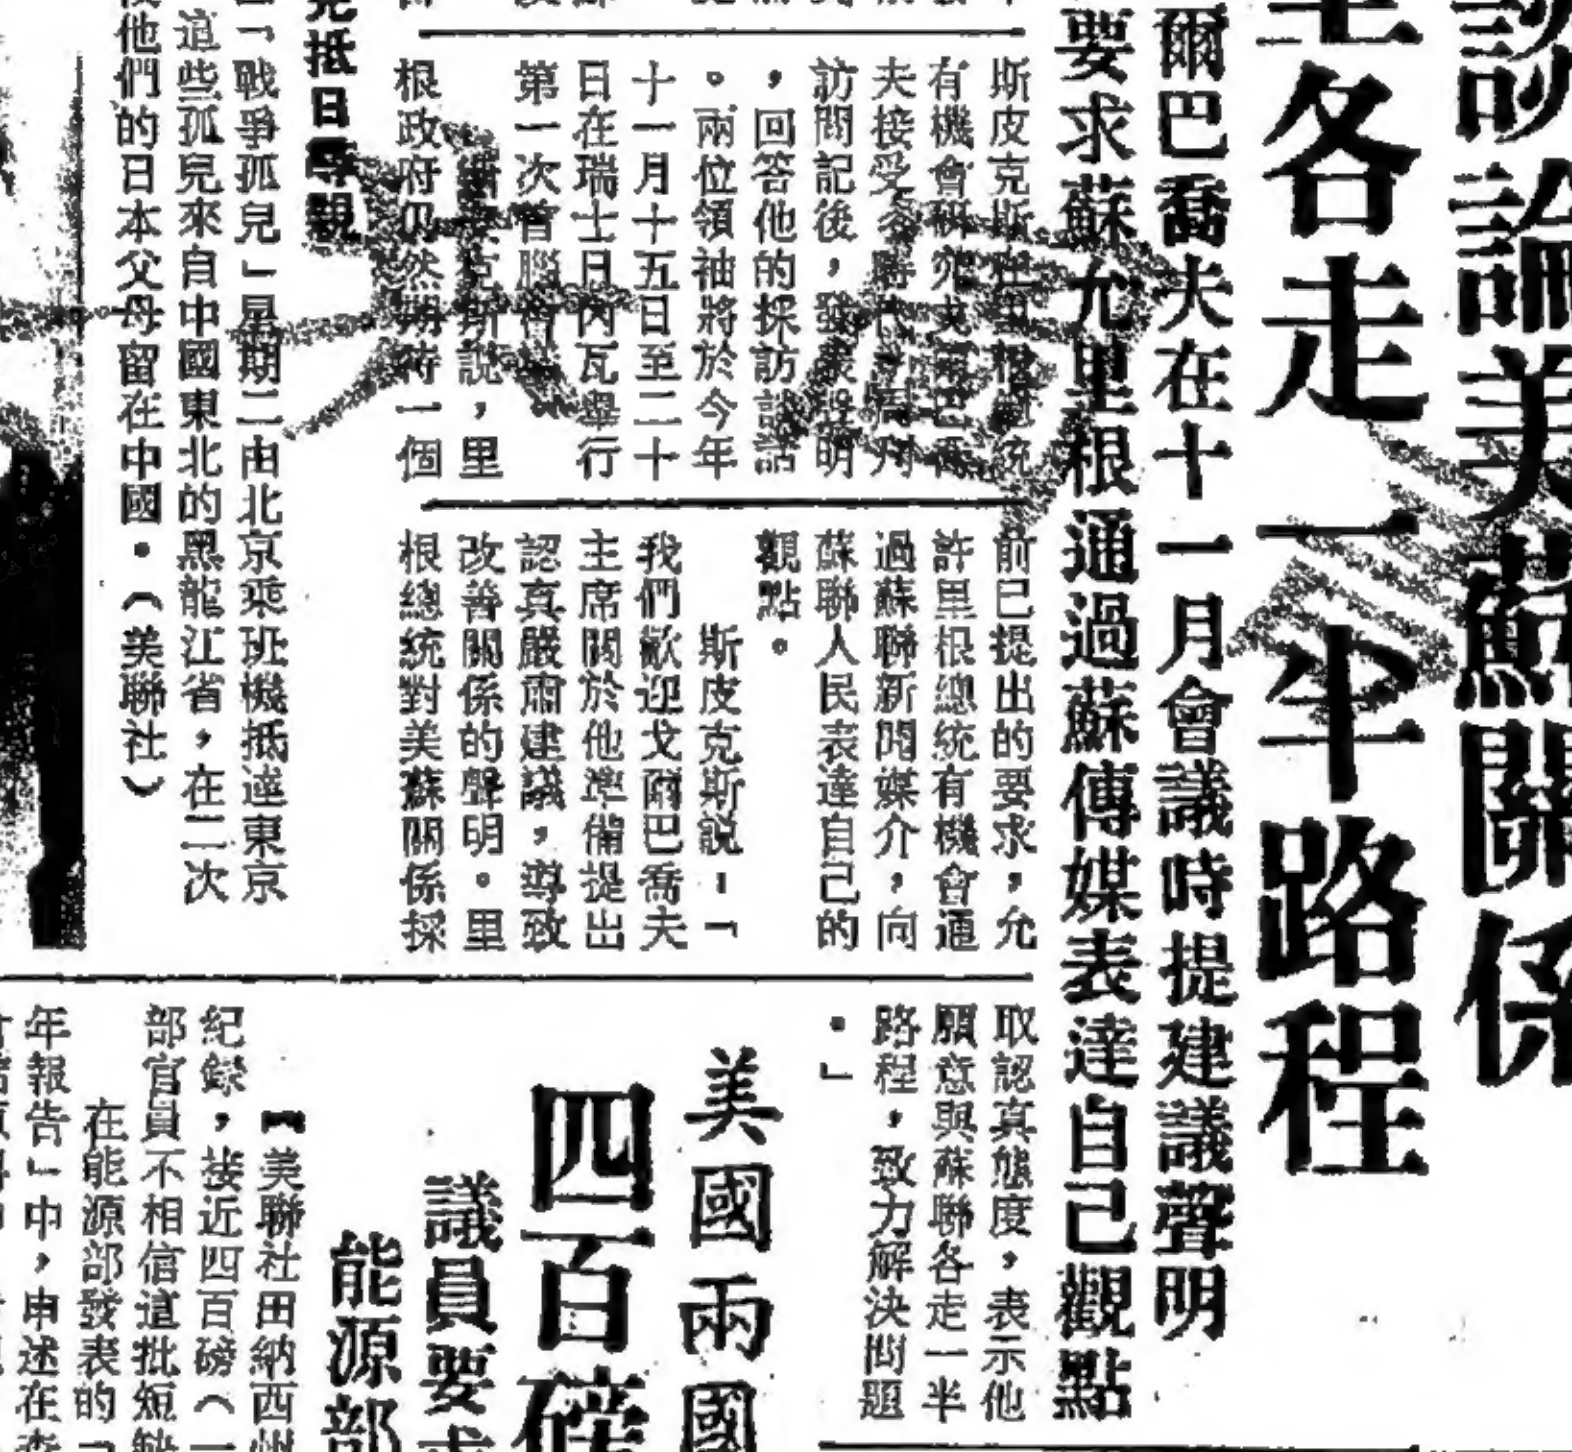 談論美蘇關係
各走一半路程
爾巴喬夫在十一月會議時提建議聲明
要求蘇允里根通過蘇傳媒表達自己觀點
斯皮克斯
有機會
夫接受
訪問記後，發表聲明
，回答他的採訪談話
。兩位領袖將於今年
十一月十五日至二十
日在瑞士日內瓦舉行
第一次首腦會
斯說，里
根政府仍然期待一個
前已提出的要求，允
許里根總統有機會通
過蘇聯新聞媒介，向
蘇聯人民表達自己的
觀點。
斯皮克斯說：「
我們歡迎戈爾巴喬夫
主席關於他準備提出
認真嚴肅建議，導致
改善關係的聲明。里
根總統對美蘇關係採
取認真態度，表示他
願意與蘇聯各走一半
路程，致力解決問題
。」
抵日尋親
「戰爭孤兒」星期二由北京乘班機抵達東京
這些孤兒來自中國東北的黑龍江省，在二次
他們的日本父母留在中國。（美聯社）
美國兩國
四百磅
議員要求
能源部
【美聯社田納西州
紀錄，接近四百磅（一
部官員不相信這批短缺
在能源部發表的「
年報告」中，申述在